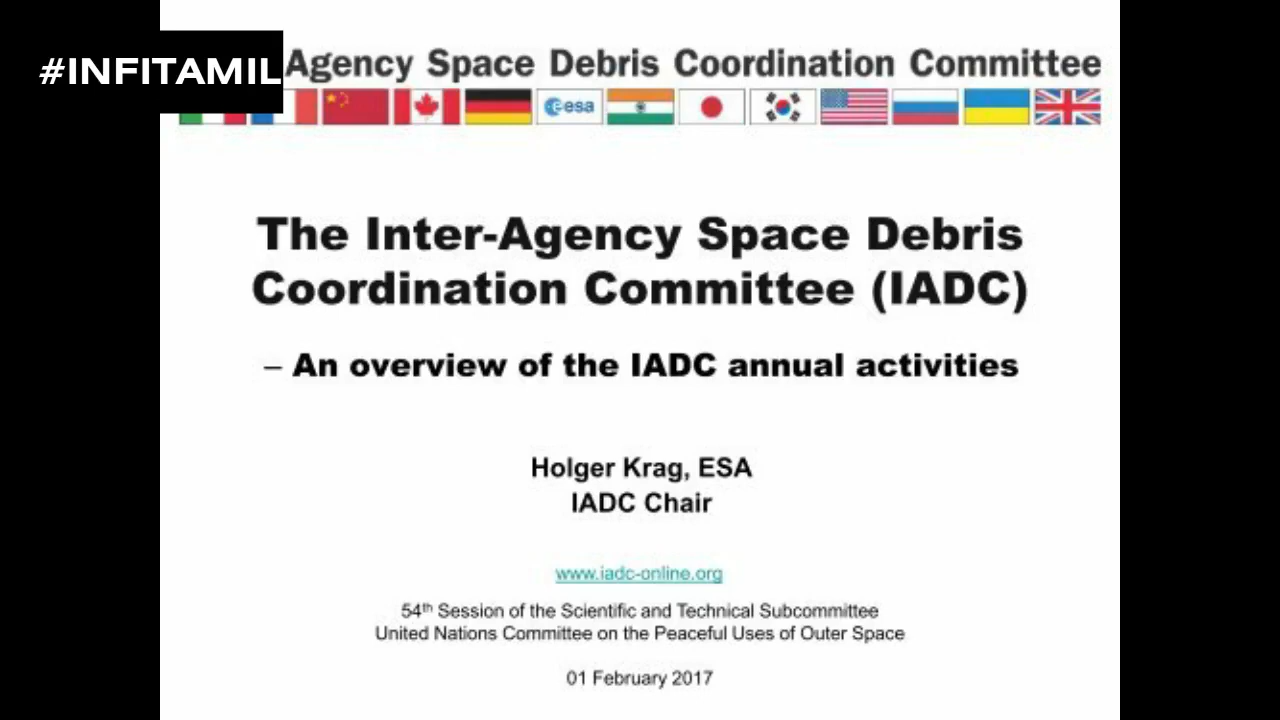 #INFITAMIL
Agency Space Debris Coordination Committee
esa
The Inter-Agency Space Debris
Coordination Committee (IADC)
– An overview of the IADC annual activities
Holger Krag, ESA
IADC Chair
www.iadc-online.org
54th Session of the Scientific and Technical Subcommittee
United Nations Committee on the Peaceful Uses of Outer Space
01 February 2017